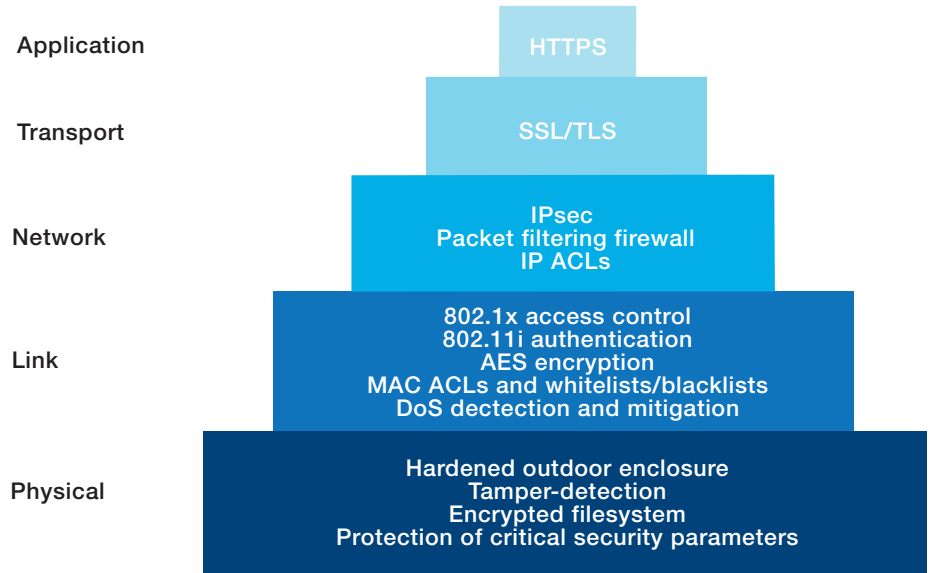 Application
HTTPS
Transport
SSL/TLS
Network
IPsec
Packet filtering firewall
IP ACLs
Link
802.1x access control
802.11i authentication
AES encryption
MAC ACLs and whitelists/blacklists
DoS dectection and mitigation
Physical
Hardened outdoor enclosure
Tamper-detection
Encrypted filesystem
Protection of critical security parameters